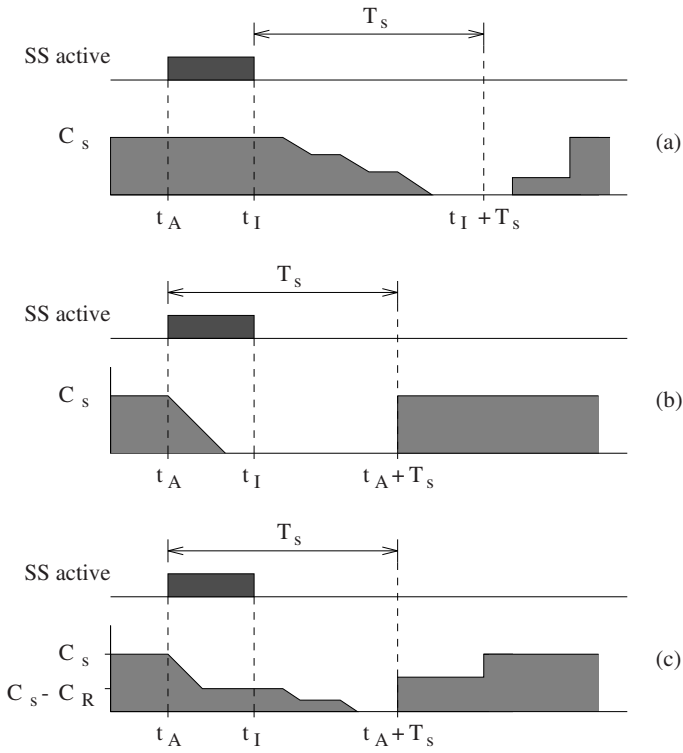 T s
SS active
C s
(a)
t A t I t I + T s
T s
SS active
C s
(b)
t A t I t A + T s
T s
SS active
C s
(c)
C s - C R
t A t I t A + T s